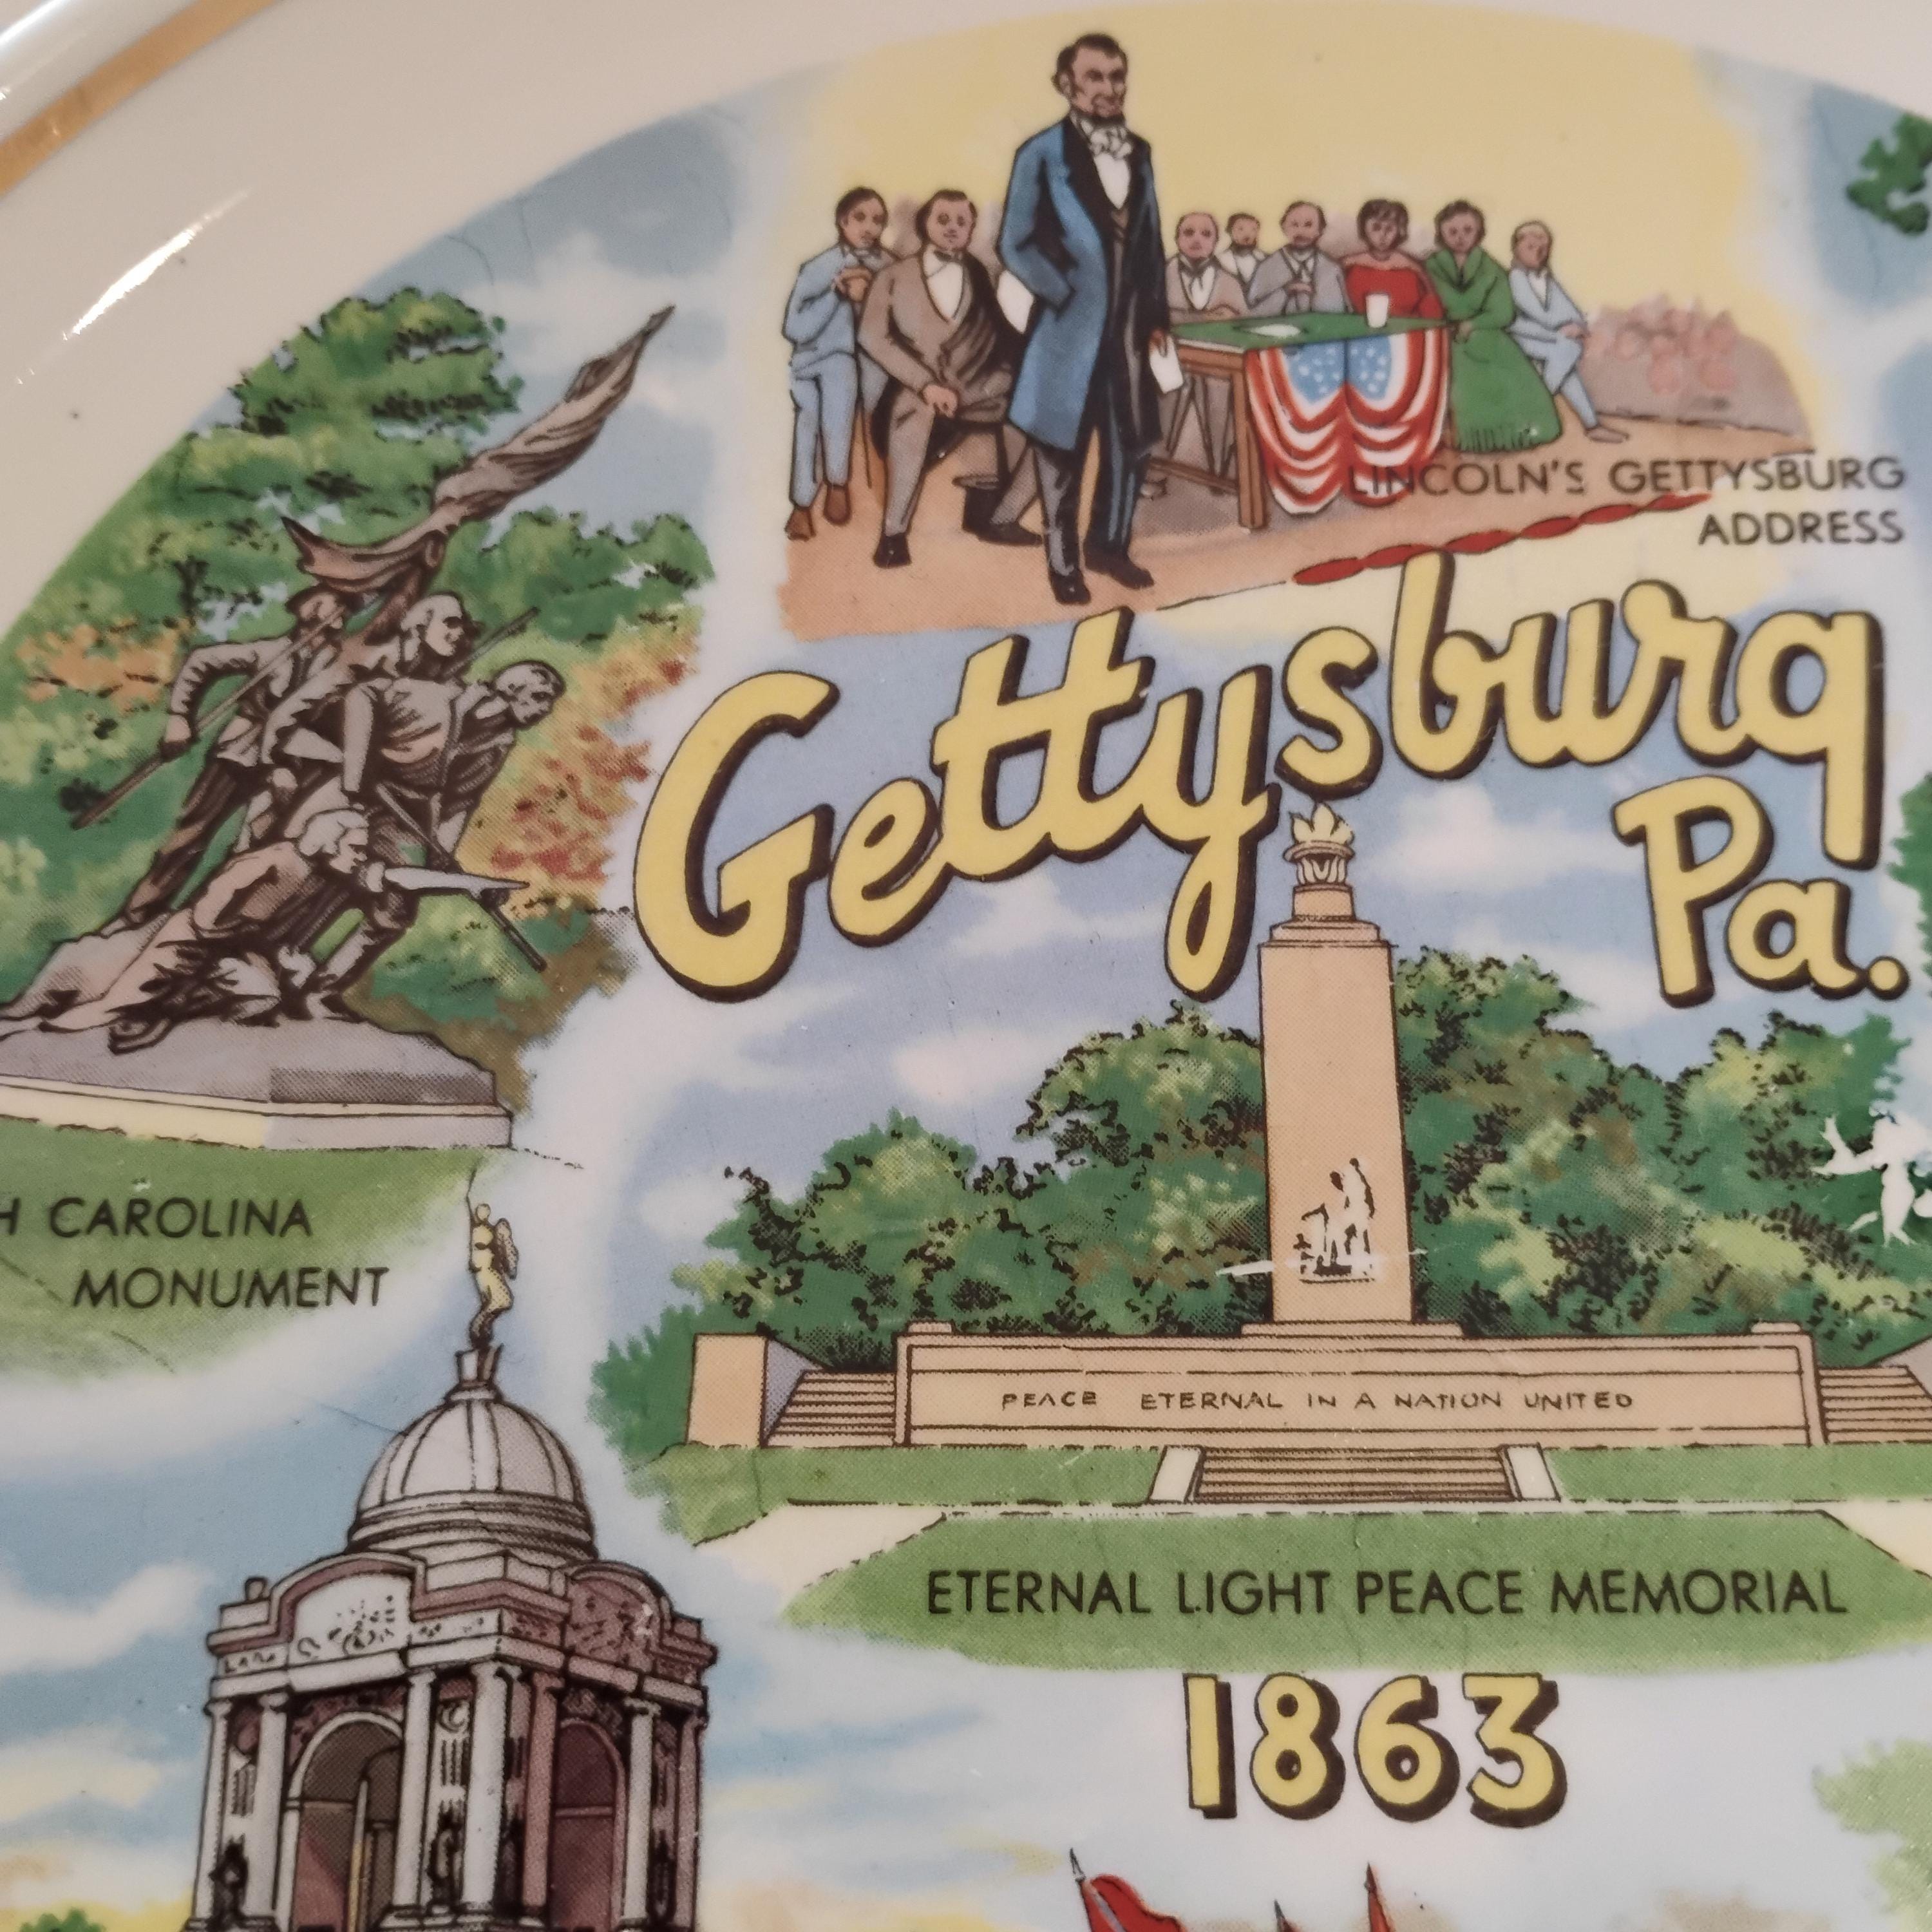 LINCOLN'S GETTYSBURG
ADDRESS
Gettysburg
Pa.
CAROLINA
MONUMENT
PEACE ETERNAL IN A NATION UNITED
ETERNAL LIGHT PEACE MEMORIAL
1863